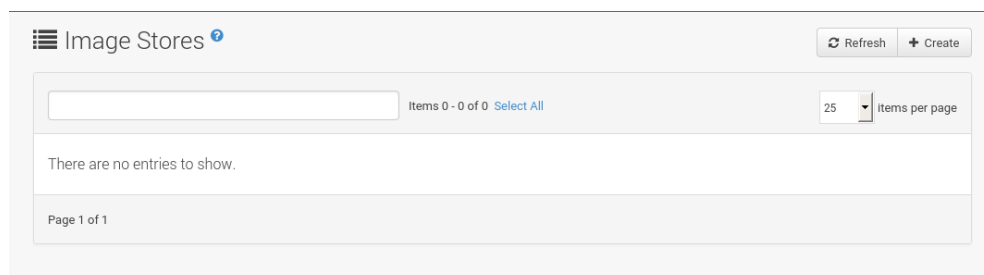 Image Stores ?
Refresh + Create
Items 0 - 0 of 0 Select All 25 items per page
There are no entries to show.
Page 1 of 1